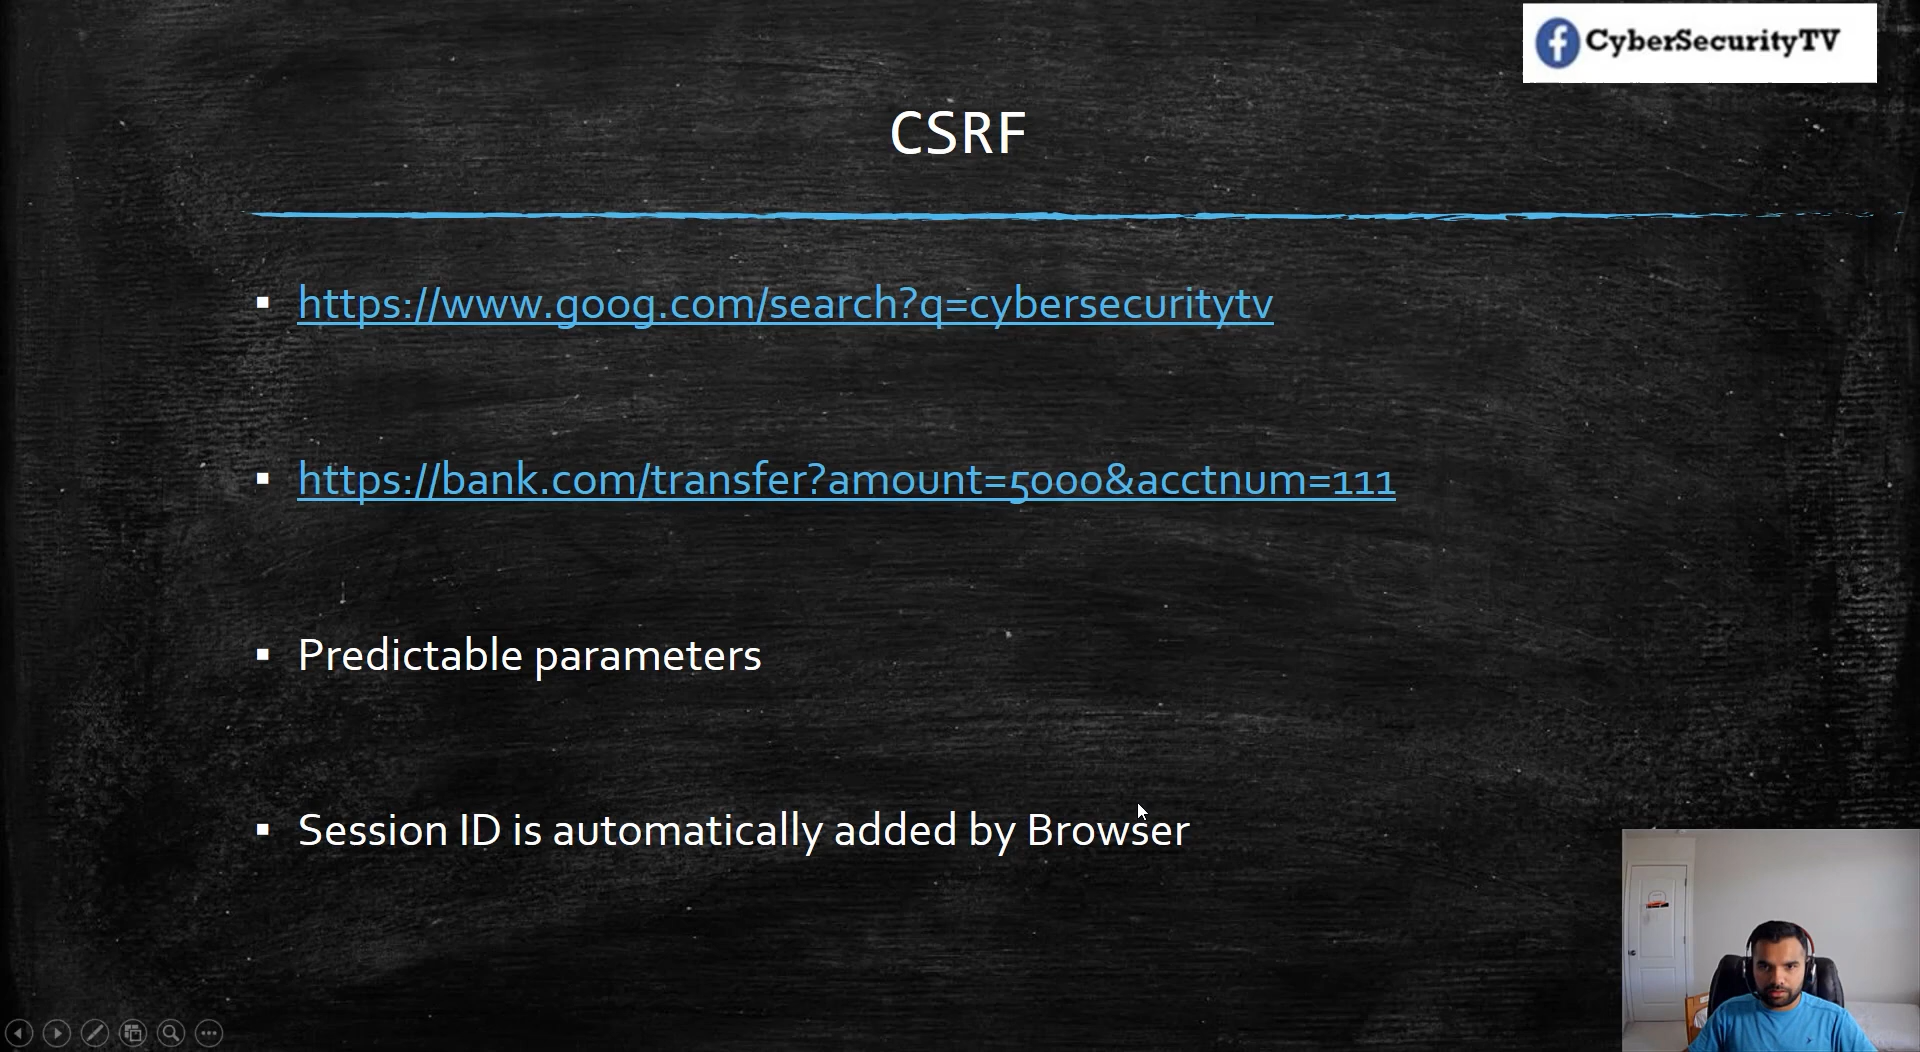 CyberSecurityTV
CSRF
https://www.goog.com/search?q=cybersecuritytv
https://bank.com/transfer?amount=5000&acctnum=111
Predictable parameters
Session ID is automatically added by Browser